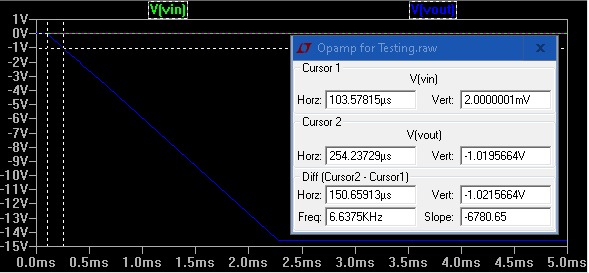 V(vin) V(vout)
1V
0V
-1V
-2V
-3V
-4V
-5V
-6V
-7V
-8V
-9V
-10V
-11V
-12V
-13V
-14V
-15V
0.0ms 0.5ms 1.0ms 1.5ms 2.0ms 2.5ms 3.0ms 3.5ms 4.0ms 4.5ms 5.0ms
Opamp for Testing.raw
Cursor 1
V(vin)
Horz: 103.57815µs Vert: 2.0000001mV
Cursor 2
V(vout)
Horz: 254.23729µs Vert: -1.0195664V
Diff (Cursor2 - Cursor1)
Horz: 150.65913µs Vert: -1.0215664V
Freq: 6.6375KHz Slope: -6780.65